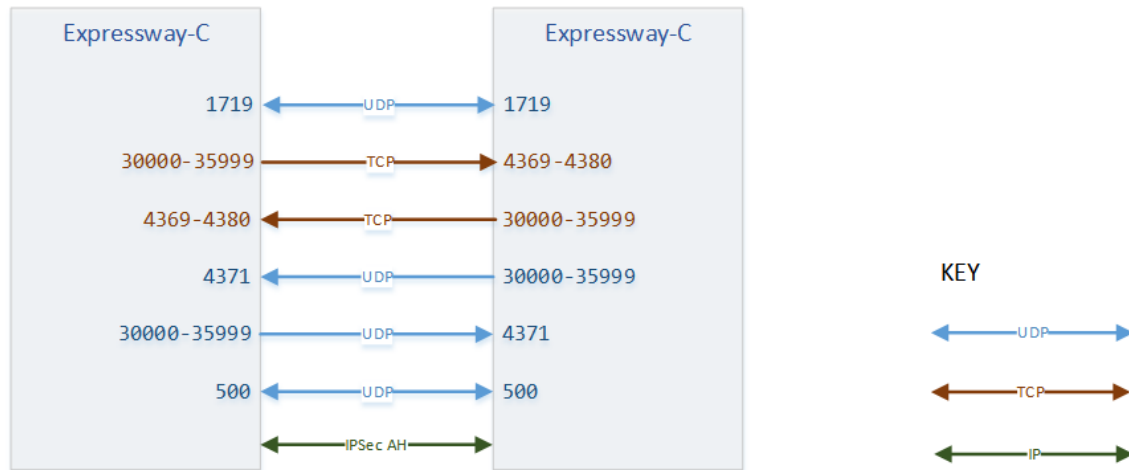 Expressway-C Expressway-C
1719 UDP 1719
30000-35999 TCP 4369-4380
4369-4380 TCP 30000-35999
4371 UDP 30000-35999
30000-35999 UDP 4371
500 UDP 500
IPSec AH
KEY
UDP
TCP
IP